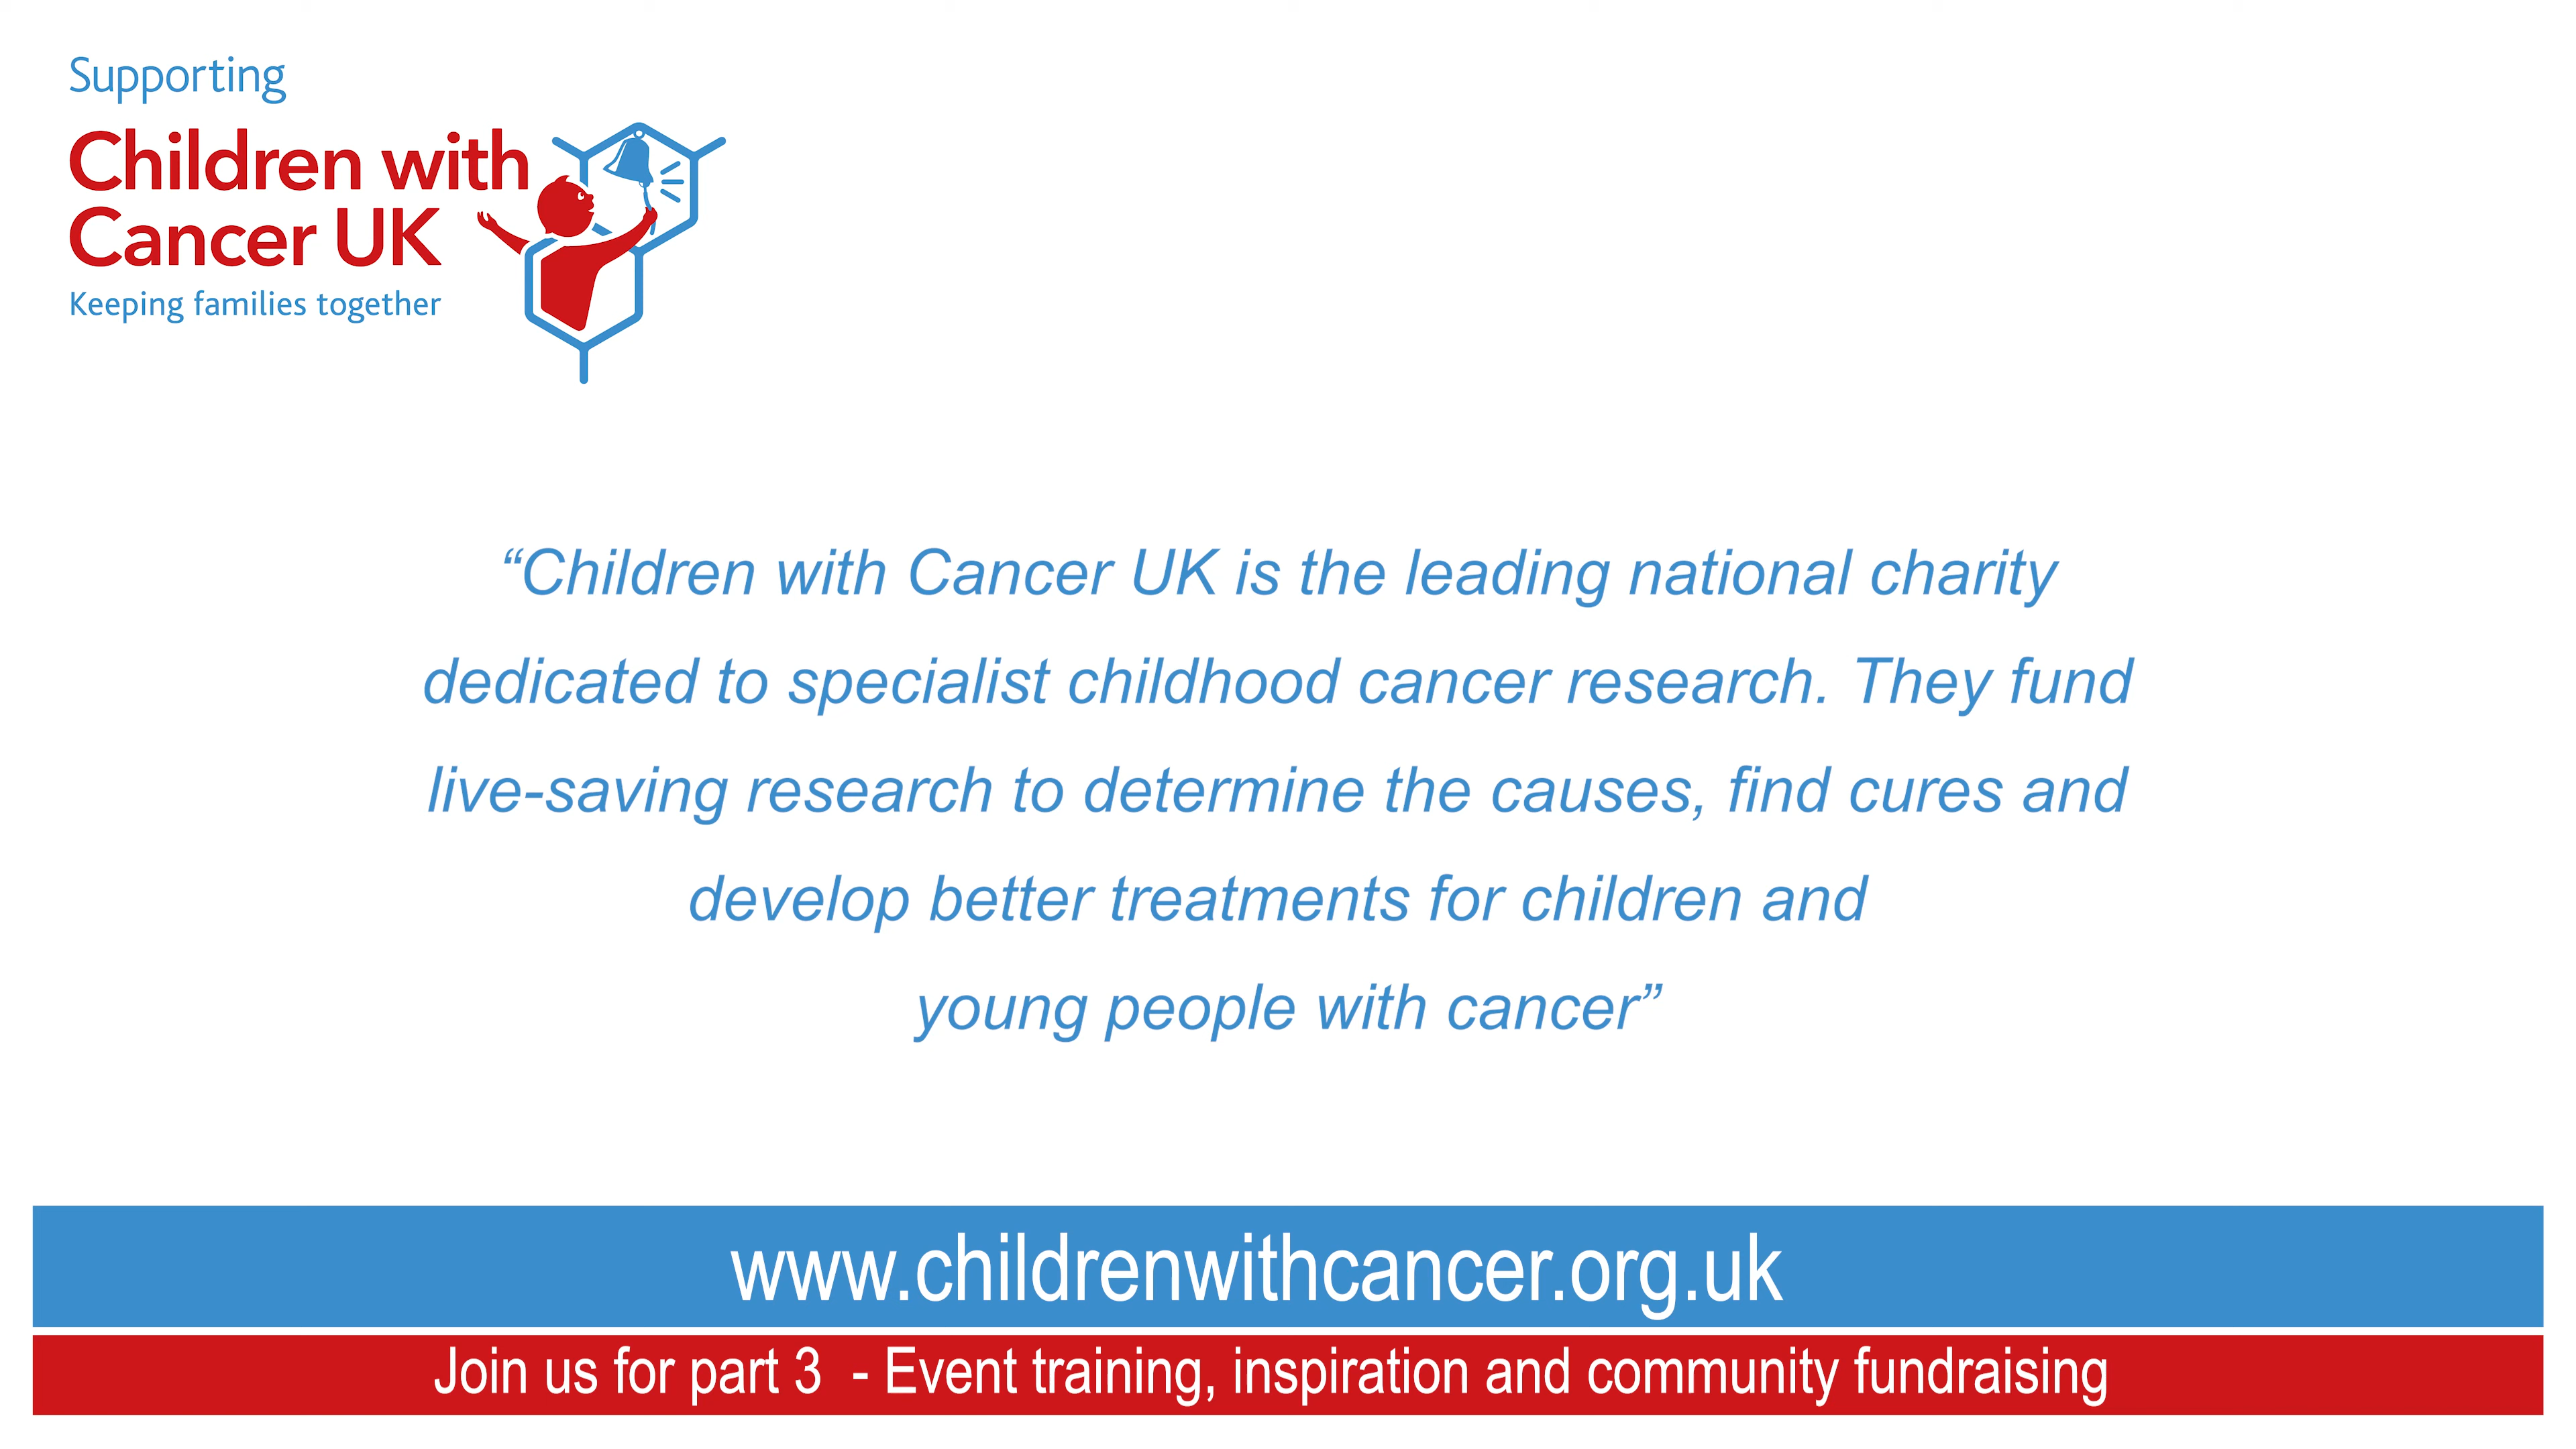 Supporting
Children with
Cancer UK
Keeping families together
“Children with Cancer UK is the leading national charity
dedicated to specialist childhood cancer research. They fund
live-saving research to determine the causes, find cures and
develop better treatments for children and
young people with cancer”
www.childrenwithcancer.org.uk
Join us for part 3  - Event training, inspiration and community fundraising